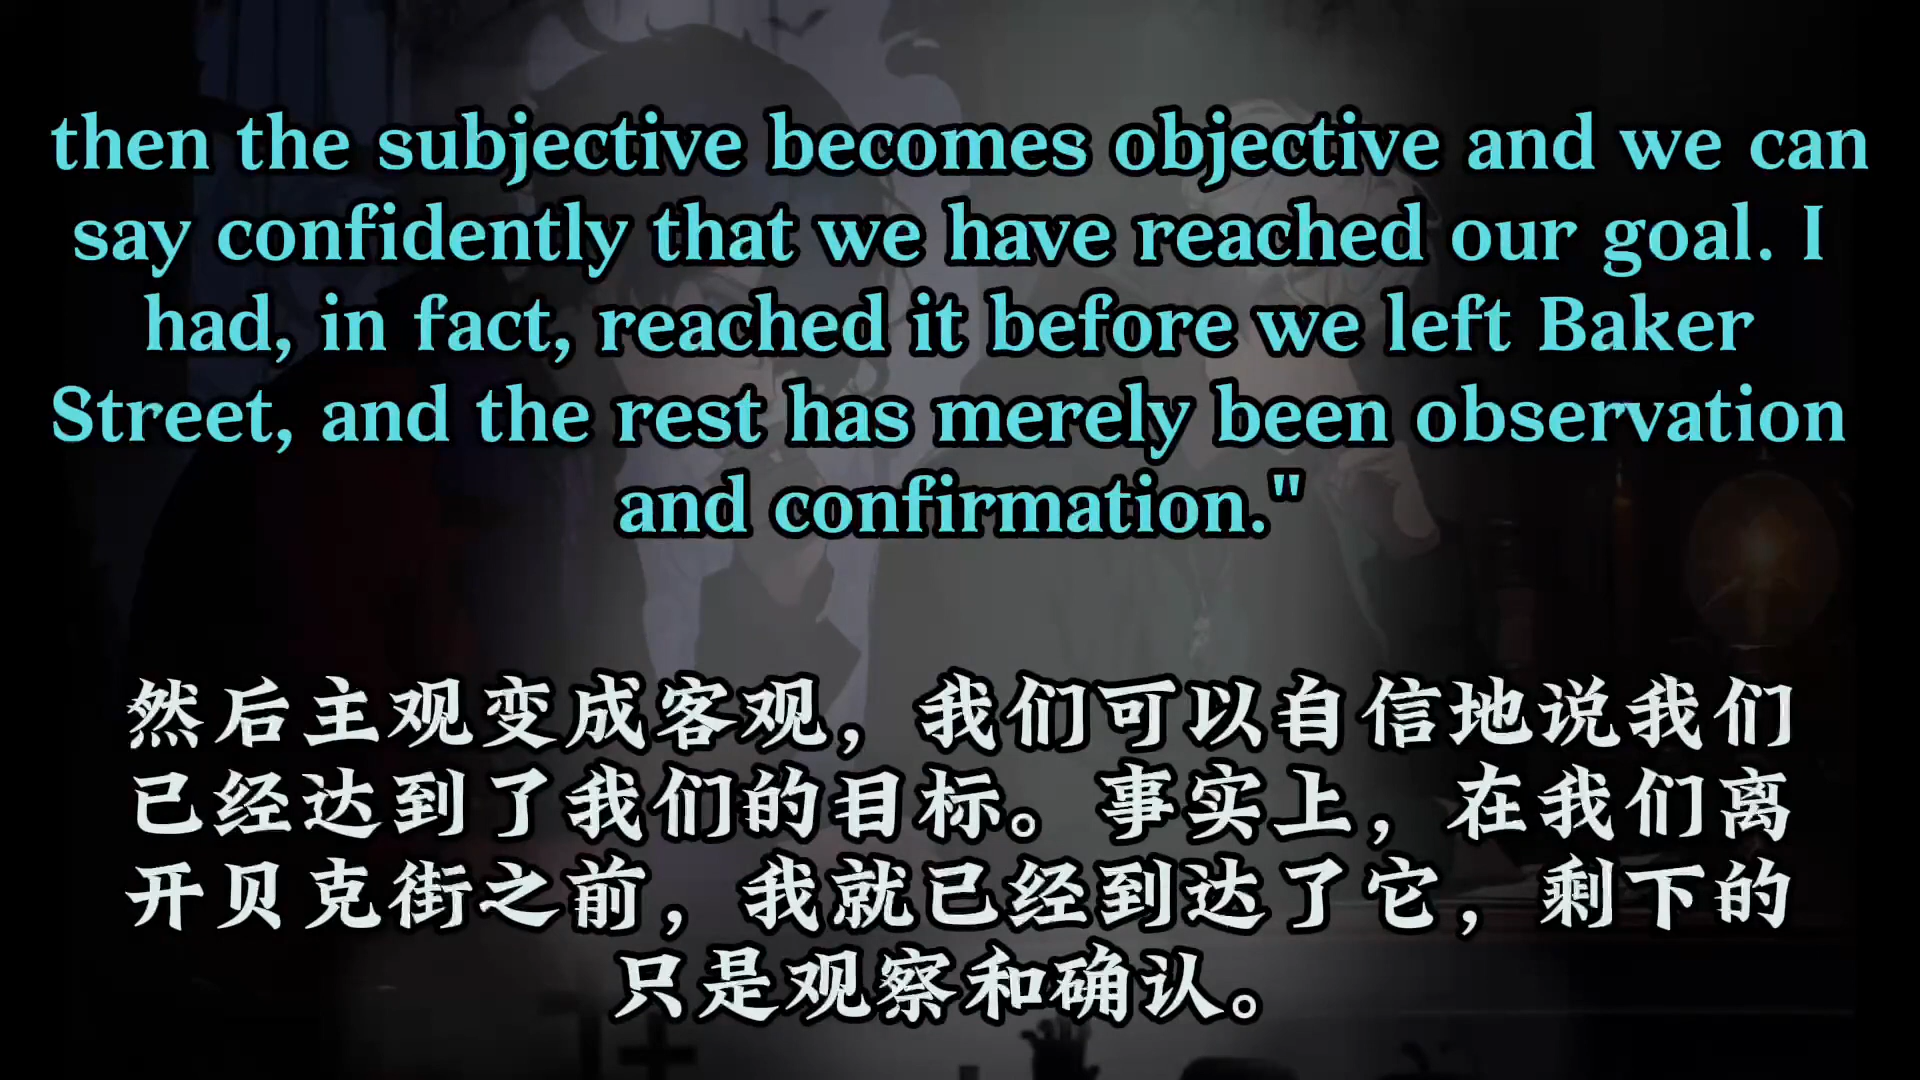 then the subjective becomes objective and we can
say confidently that we have reached our goal. I
had, in fact, reached it before we left Baker
Street, and the rest has merely been observation
and confirmation."
然后主观变成客观，我们可以自信地说我们
已经达到了我们的目标。事实上，在我们离
开贝克街之前，我就已经到达了它，剩下的
只是观察和确认。